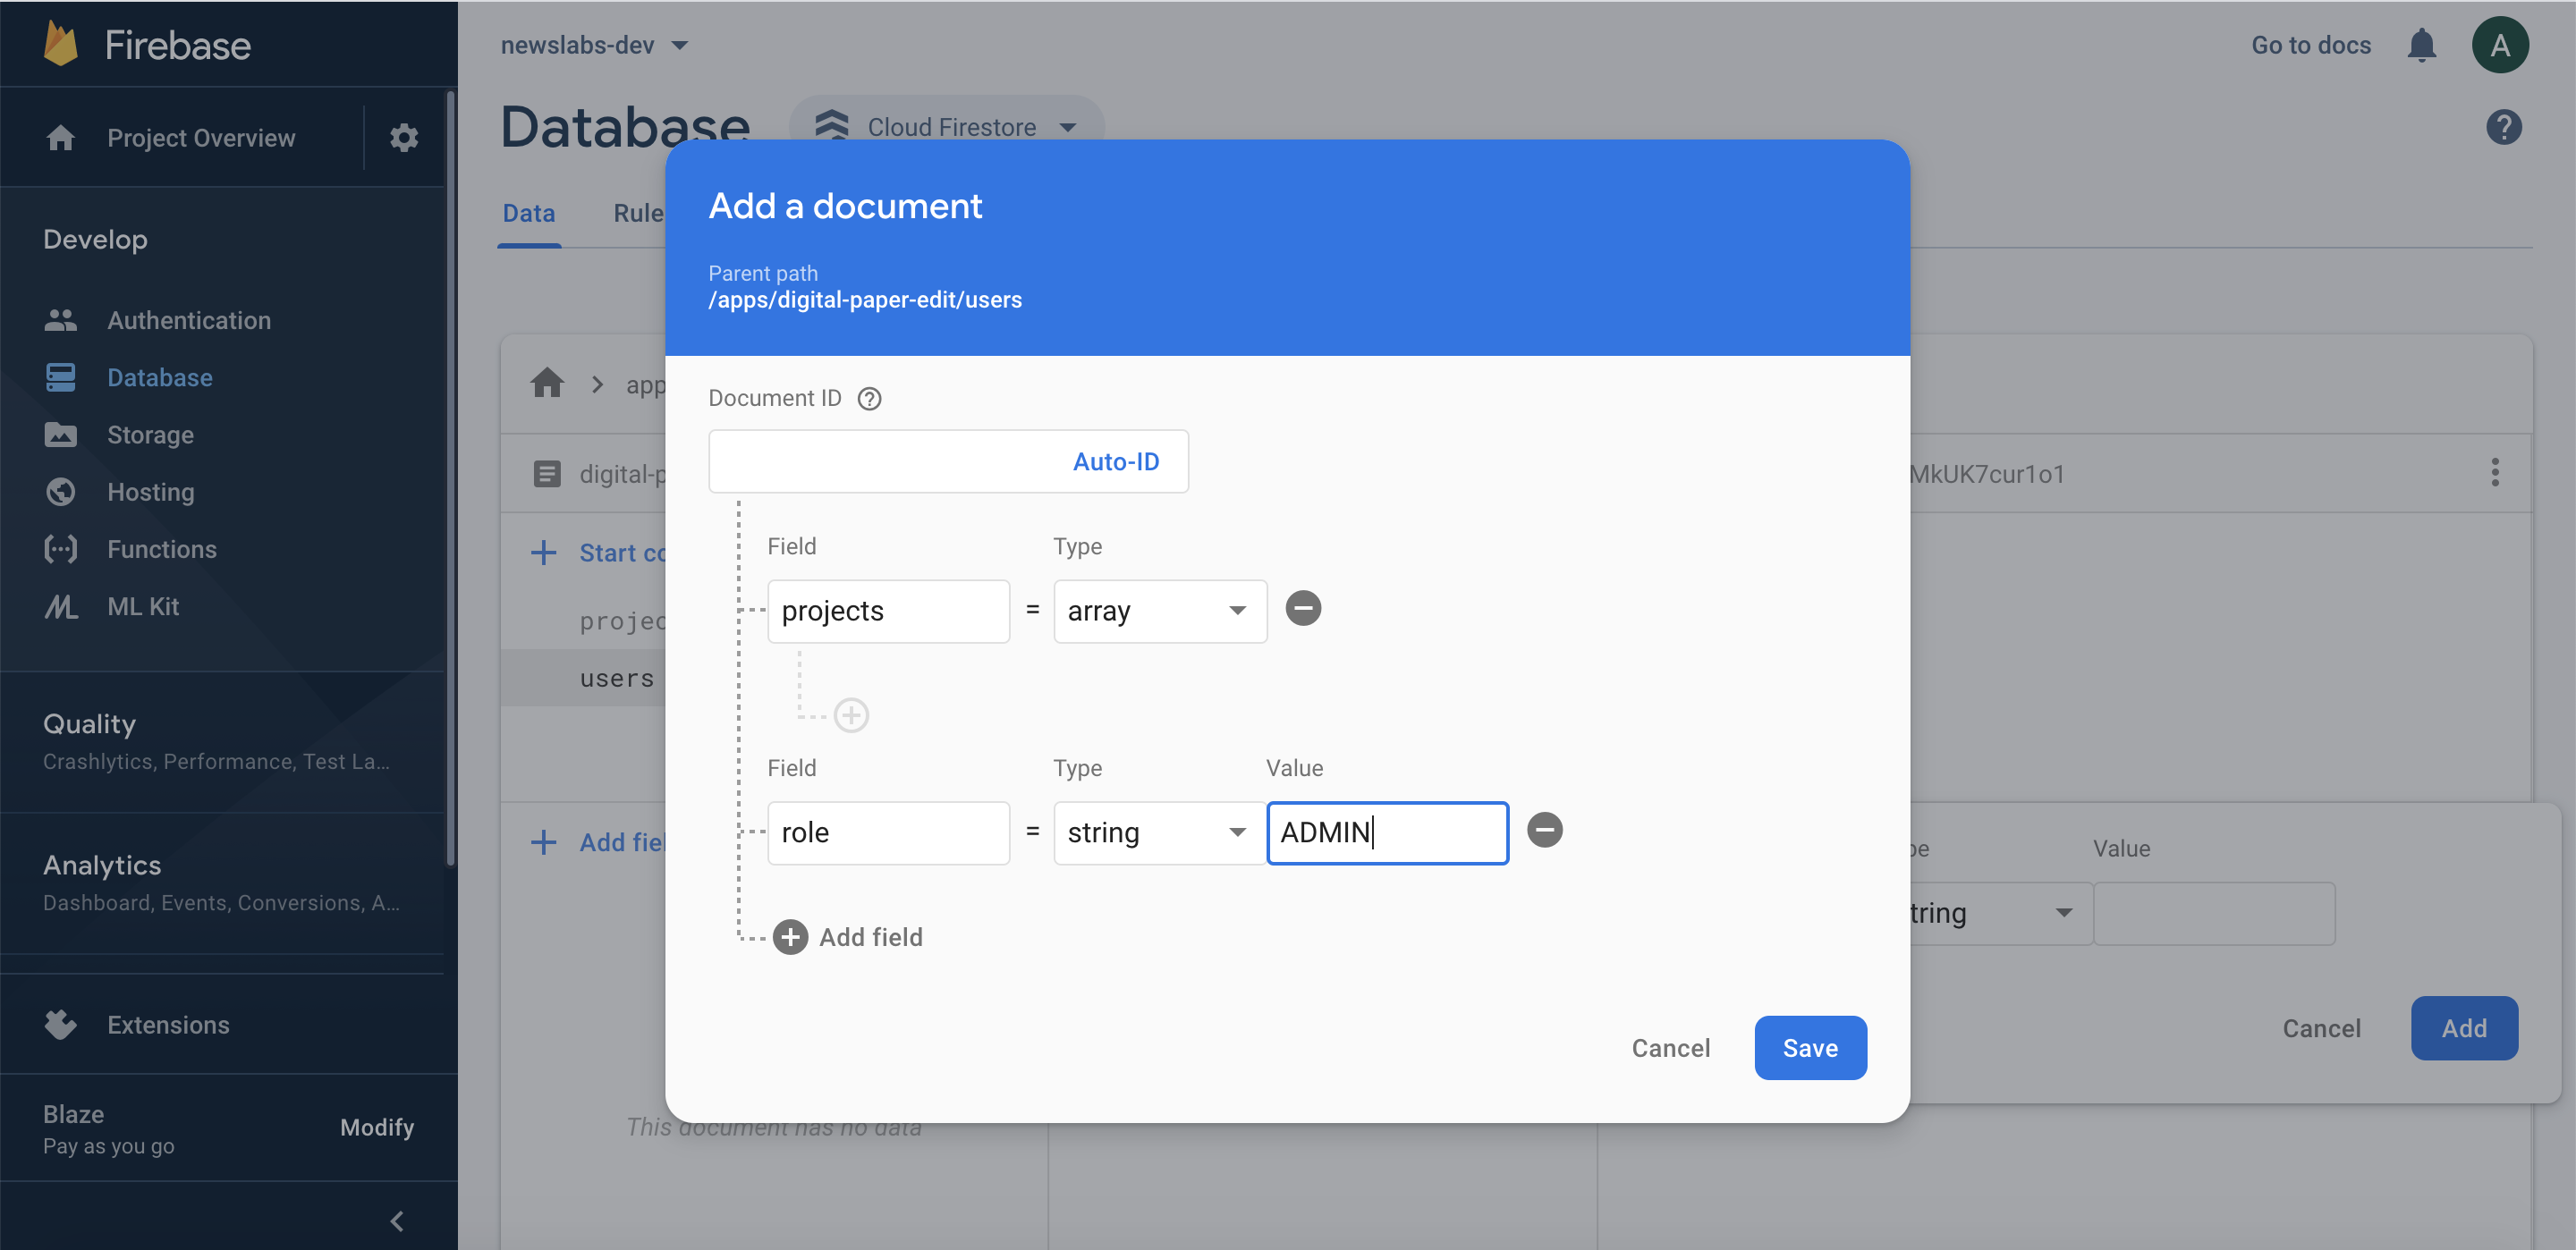 Firebase
Project Overview
Develop
Authentication
Database
Storage
Hosting
Functions
ML Kit
Quality
Crashlytics, Performance, Test La…
Analytics
Dashboard, Events, Conversions, A…
Extensions
Blaze
Pay as you go
Modify
newslabs-dev
Go to docs
A
Database
Cloud Firestore
Data
Rule
app
digital-p
MkUK7cur1o1
Start co
projec
users
Add fiel
This document has no data
Value
tring
Cancel
Add
Add a document
Parent path
/apps/digital-paper-edit/users
Document ID
Auto-ID
Field
Type
projects
=
array
Field
Type
Value
role
=
string
ADMIN
Add field
Cancel
Save